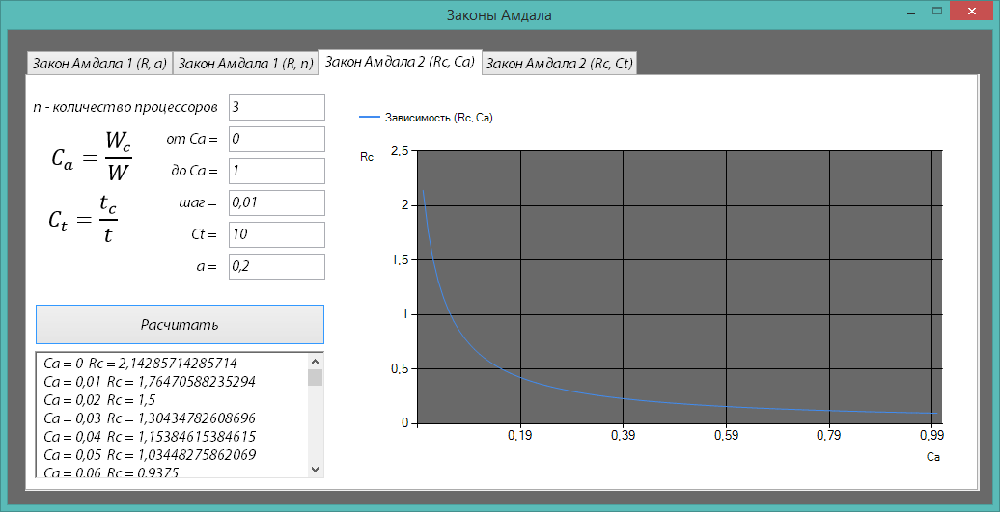 Законы Амдала
Закон Амдала 1 (R, a) Закон Амдала 1 (R, n) Закон Амдала 2 (Rc, Ca) Закон Амдала 2 (Rc, Ct)
n - количество процессоров 3
от Ca = 0
до Ca = 1
шаг = 0,01
Ct = 10
a = 0,2
C_a = W_c / W
C_t = t_c / t
Расчитать
Ca = 0 Rc = 2,14285714285714
Ca = 0,01 Rc = 1,76470588235294
Ca = 0,02 Rc = 1,5
Ca = 0,03 Rc = 1,30434782608696
Ca = 0,04 Rc = 1,15384615384615
Ca = 0,05 Rc = 1,03448275862069
Ca = 0,06 Rc = 0,9375
Зависимость (Rc, Ca)
Rc
2,5
2
1,5
1
0,5
0
0,19 0,39 0,59 0,79 0,99
Ca